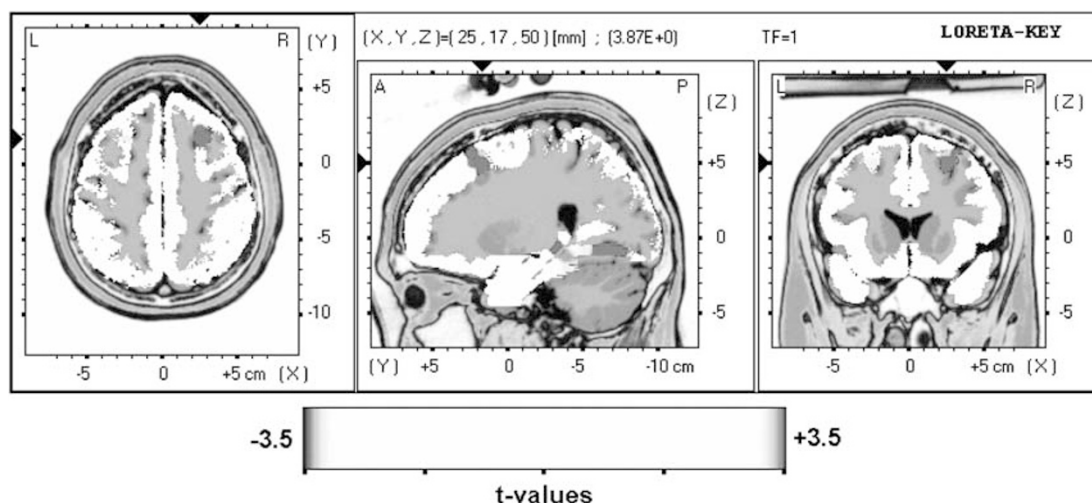 (X,Y,Z)=(25,17,50)[mm] ; (3.87E+0) TF=1 LORETA-KEY
L R (Y)
+5
0
-5
-10
-5 0 +5 cm (X)
A P (Z)
+5
0
-5
(Y) +5 0 -5 -10 cm
L R (Z)
+5
0
-5
-5 0 +5 cm (X)
-3.5 +3.5
t-values